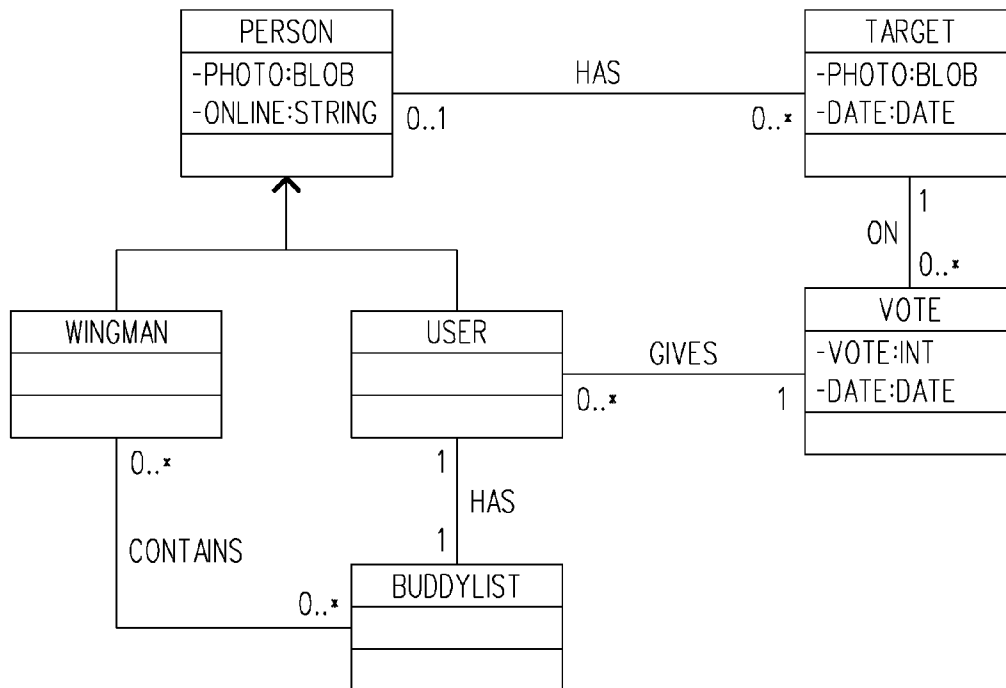 PERSON
-PHOTO:BLOB
-ONLINE:STRING
HAS
0..1
0..*
TARGET
-PHOTO:BLOB
-DATE:DATE
1
ON
0..*
WINGMAN
USER
GIVES
0..*
1
VOTE
-VOTE:INT
-DATE:DATE
0..*
1
HAS
1
CONTAINS
0..*
BUDDYLIST